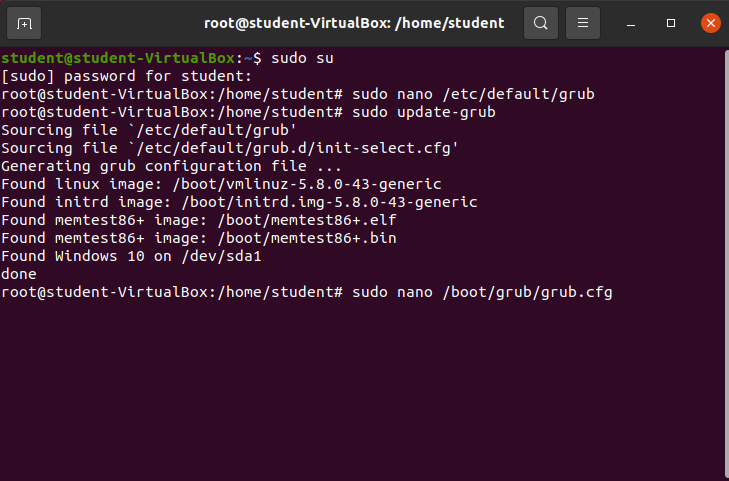 root@student-VirtualBox: /home/student
student@student-VirtualBox:~$ sudo su
[sudo] password for student:
root@student-VirtualBox:/home/student# sudo nano /etc/default/grub
root@student-VirtualBox:/home/student# sudo update-grub
Sourcing file `/etc/default/grub'
Sourcing file `/etc/default/grub.d/init-select.cfg'
Generating grub configuration file ...
Found linux image: /boot/vmlinuz-5.8.0-43-generic
Found initrd image: /boot/initrd.img-5.8.0-43-generic
Found memtest86+ image: /boot/memtest86+.elf
Found memtest86+ image: /boot/memtest86+.bin
Found Windows 10 on /dev/sda1
done
root@student-VirtualBox:/home/student# sudo nano /boot/grub/grub.cfg